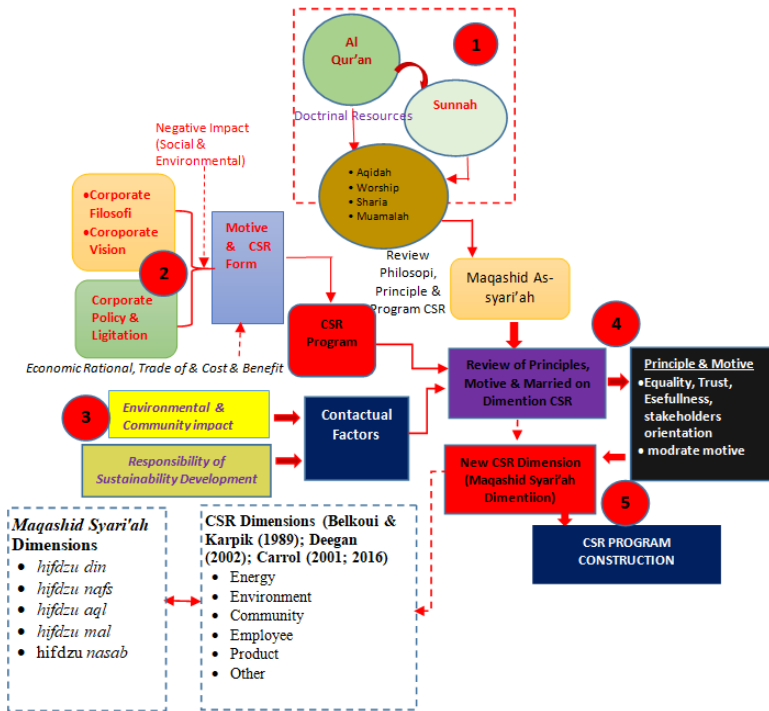 Al
Qur'an
1
Sunnah
Doctrinal Resources
• Aqidah
• Worship
• Sharia
• Muamalah
Negative Impact
(Social &
Environmental)
•Corporate
Filosofi
•Coroporate
Vision
2
Corporate
Policy &
Ligitation
Motive
& CSR
Form
Review
Philosopi,
Principle &
Program CSR
Maqashid As-
syari'ah
Economic Rational, Trade of & Cost & Benefit
CSR
Program
4
Review of Principles,
Motive & Married on
Dimention CSR
Principle & Motive
•Equality, Trust,
Esefullness,
stakeholders
orientation
• modrate motive
3
Environmental &
Community impact
Responsibility of
Sustainability Development
Contactual
Factors
New CSR Dimension
(Maqashid Syari'ah
Dimentiion)
5
CSR PROGRAM
CONSTRUCTION
Maqashid Syari'ah
Dimensions
• hifdzu din
• hifdzu nafs
• hifdzu aql
• hifdzu mal
• hifdzu nasab
CSR Dimensions (Belkoui &
Karpik (1989); Deegan
(2002); Carrol (2001; 2016)
• Energy
• Environment
• Community
• Employee
• Product
• Other